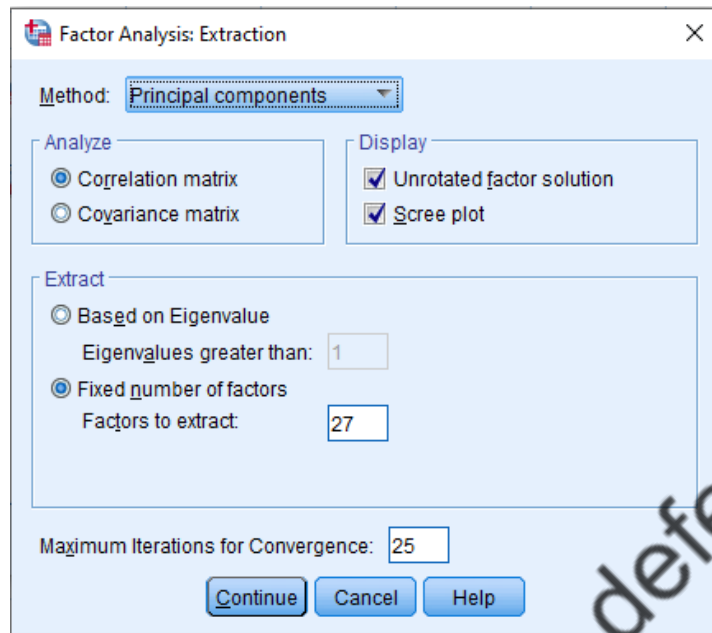 Factor Analysis: Extraction
Method: Principal components
Analyze
Correlation matrix
Covariance matrix
Display
Unrotated factor solution
Scree plot
Extract
Based on Eigenvalue
Eigenvalues greater than: 1
Fixed number of factors
Factors to extract: 27
Maximum Iterations for Convergence: 25
Continue Cancel Help
defe